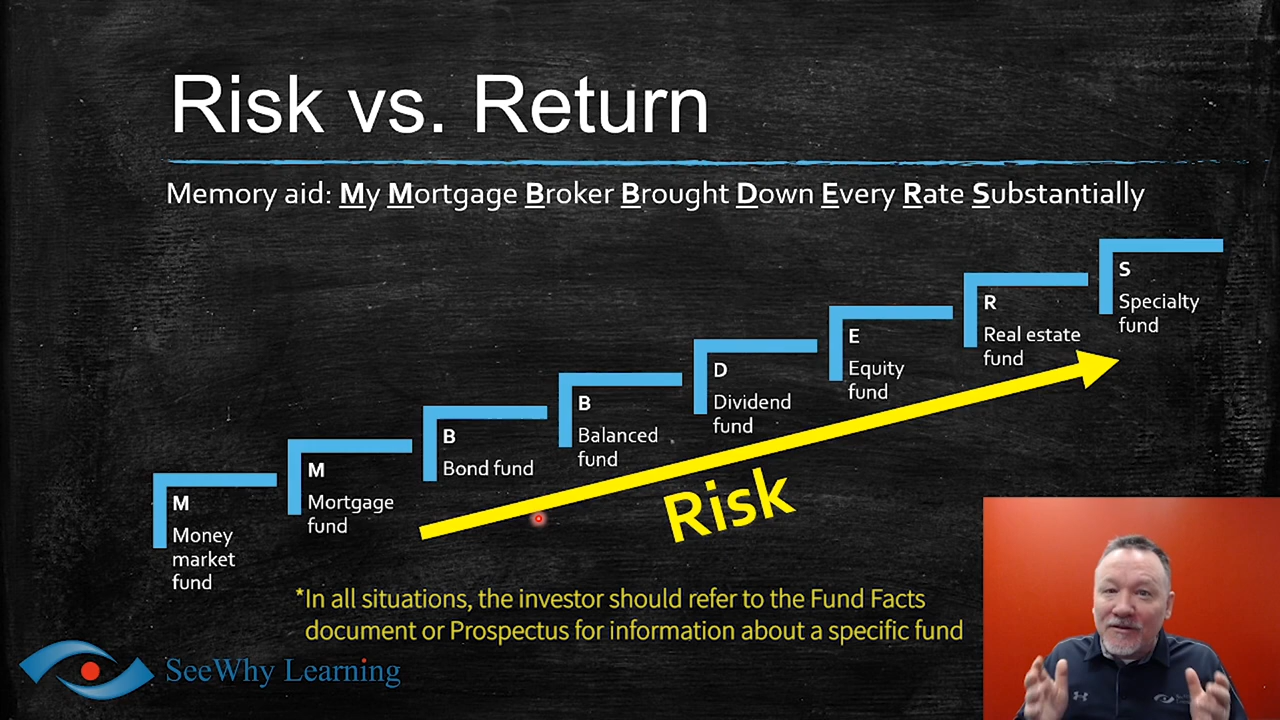 Risk vs. Return
Memory aid: My Mortgage Broker Brought Down Every Rate Substantially
S
Specialty
fund
R
Real estate
fund
E
Equity
fund
D
Dividend
fund
B
Balanced
fund
B
Bond fund
M
Mortgage
fund
M
Money
market
fund
Risk
*In all situations, the investor should refer to the Fund Facts
document or Prospectus for information about a specific fund
SeeWhy Learning